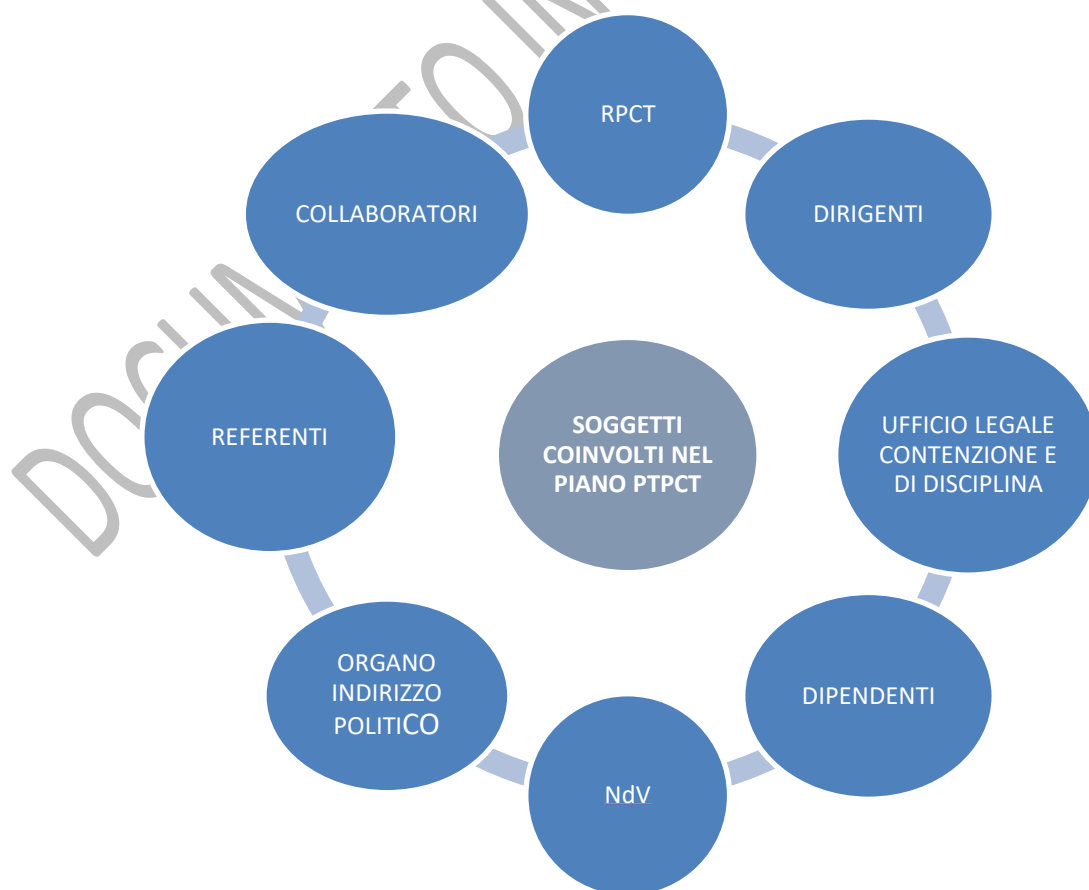 RPCT
COLLABORATORI
DIRIGENTI
SOGGETTI
COINVOLTI NEL
PIANO PTPCT
REFERENTI
UFFICIO LEGALE
CONTENZIONE E
DI DISCIPLINA
ORGANO
INDIRIZZO
POLITICO
DIPENDENTI
NdV